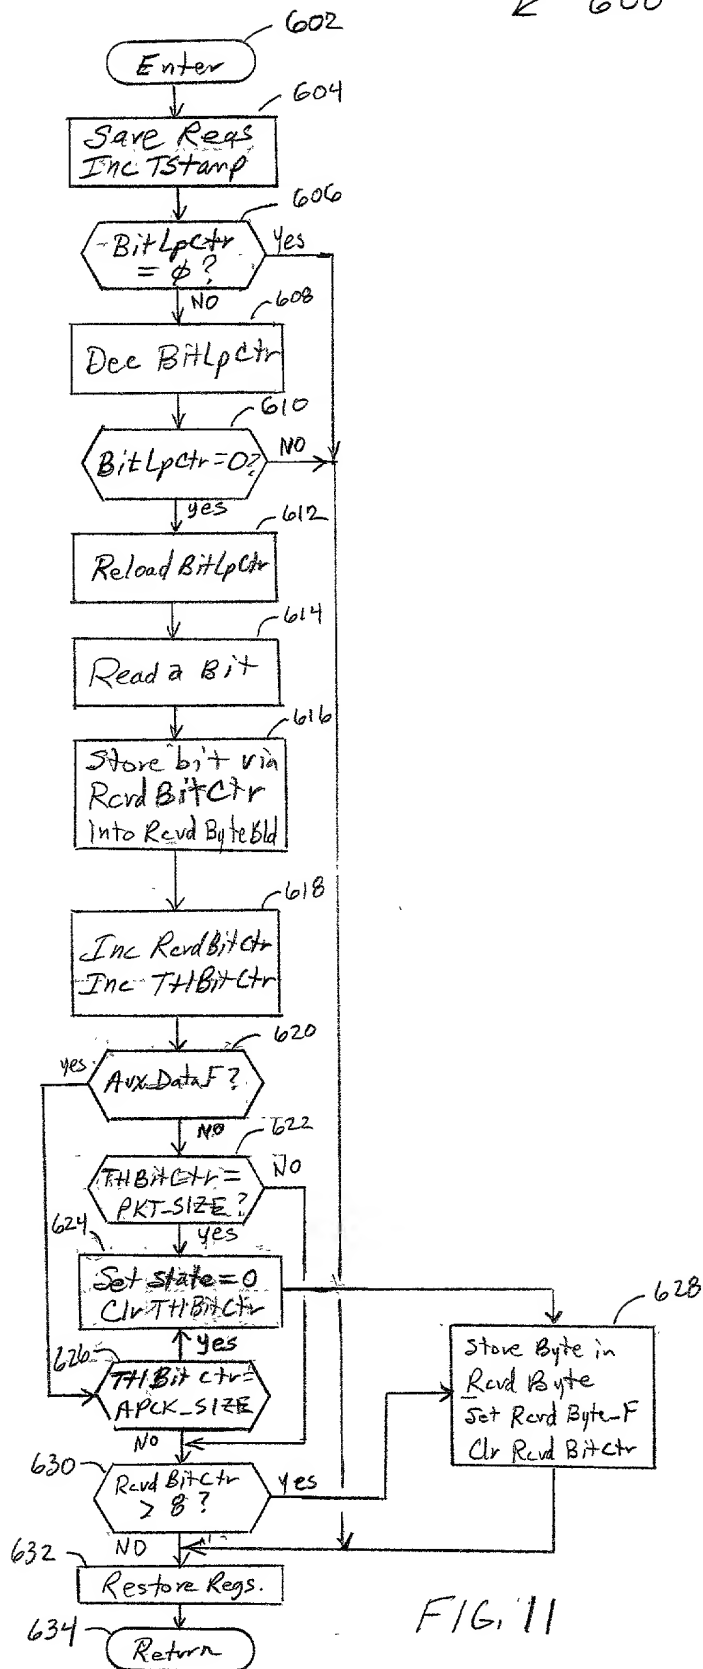 600
602
Enter
604
Save Regs
Inc TStamp
606
BitLpCtr
= ϕ?
Yes
NO
608
Dec BitLpCtr
610
BitLpCtr=0?
NO
yes
612
Reload BitLpCtr
614
Read a Bit
616
Store bit via
Rcvd BitCtr
into Rcvd ByteBld
618
Inc RcvdBitCtr
Inc THBitCtr
620
yes
Aux_Data_F?
NO
622
THBitCtr=
PKT_SIZE?
NO
624
yes
Set state=0
Clr THBitCtr
628
626
yes
THBitCtr=
APCK_SIZE
Store Byte in
Rcvd Byte
Set Rcvd Byte_F
Clr Rcvd BitCtr
NO
630
Rcvd BitCtr
> 8?
Yes
NO
632
Restore Regs.
634
Return
FIG. 11